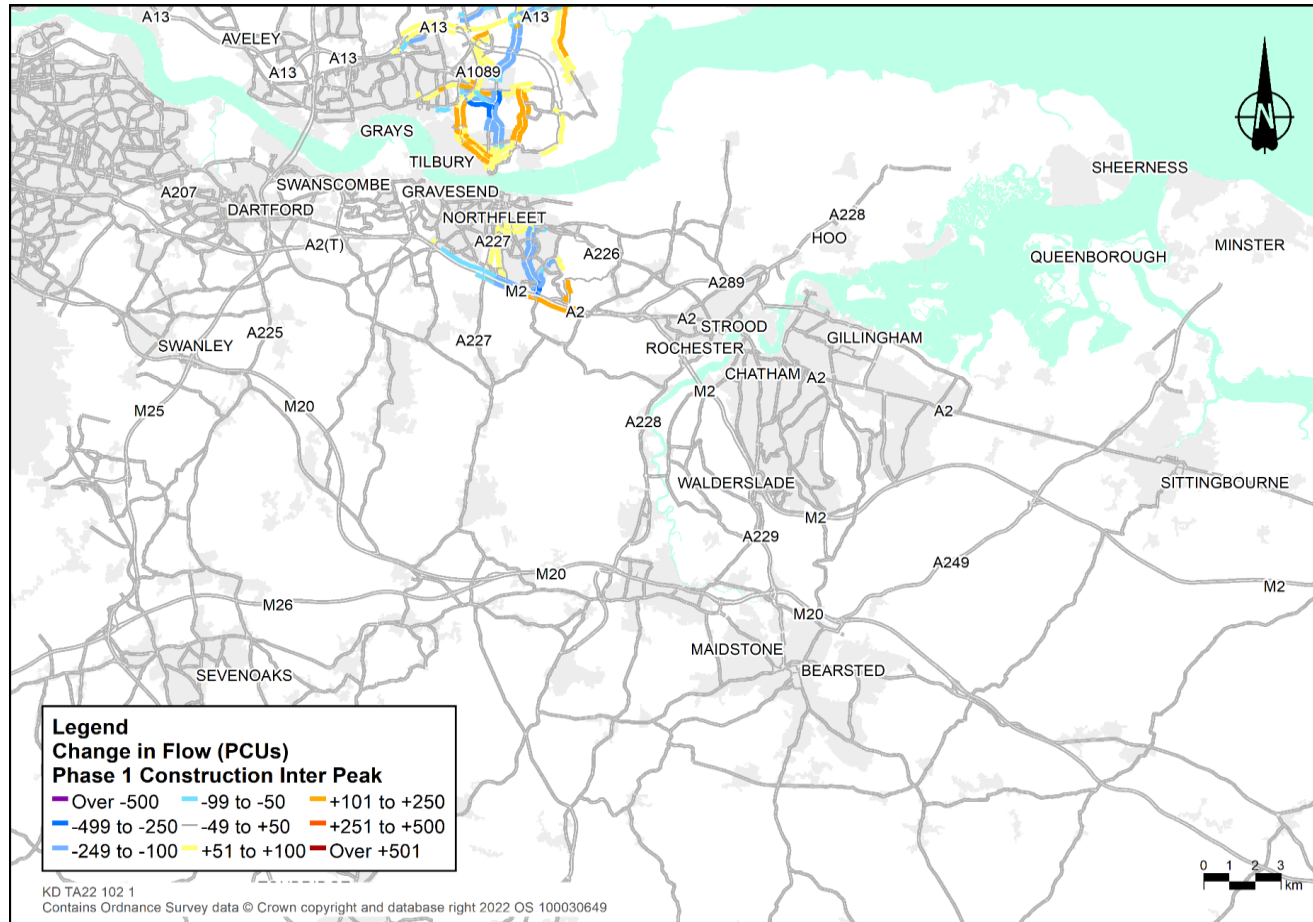 A13
A13
A13
AVELEY
A13
A1089
GRAYS
TILBURY
SHEERNESS
A207
SWANSCOMBE
GRAVESEND
DARTFORD
NORTHFLEET
A228
HOO
MINSTER
A2(T)
A227
A226
QUEENBOROUGH
A289
M2
A2
A2
STROOD
A225
SWANLEY
A227
ROCHESTER
GILLINGHAM
CHATHAM
A2
M2
M25
M20
A2
A228
WALDERSLADE
SITTINGBOURNE
M2
A229
A249
M20
M2
M26
M20
MAIDSTONE
BEARSTED
SEVENOAKS
N
Legend
Change in Flow (PCUs)
Phase 1 Construction Inter Peak
Over -500 -99 to -50 +101 to +250
-499 to -250 -49 to +50 +251 to +500
-249 to -100 +51 to +100 Over +501
0 1 2 3
km
KD TA22 102 1
Contains Ordnance Survey data © Crown copyright and database right 2022 OS 100030649